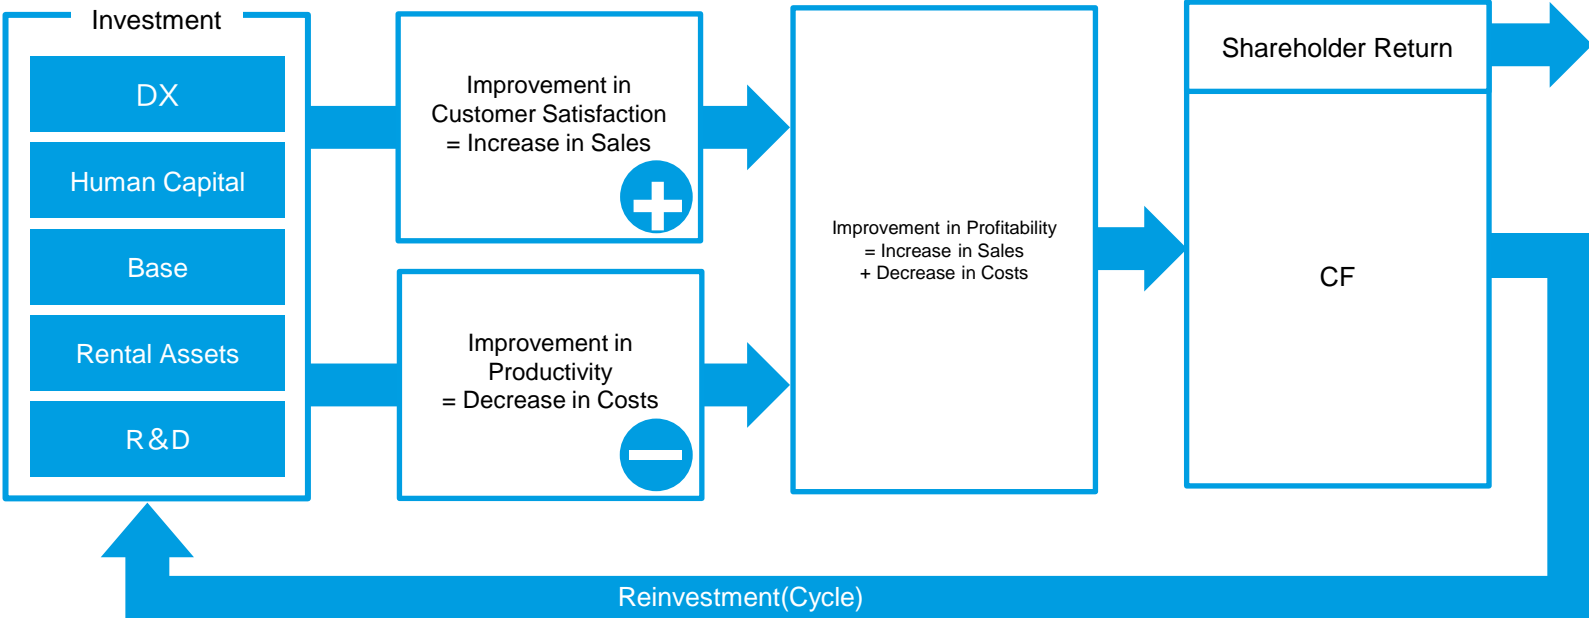 Investment
DX
Human Capital
Base
Rental Assets
R&D
Improvement in
Customer Satisfaction
= Increase in Sales
Improvement in
Productivity
= Decrease in Costs
Improvement in Profitability
= Increase in Sales
+ Decrease in Costs
Shareholder Return
CF
Reinvestment(Cycle)